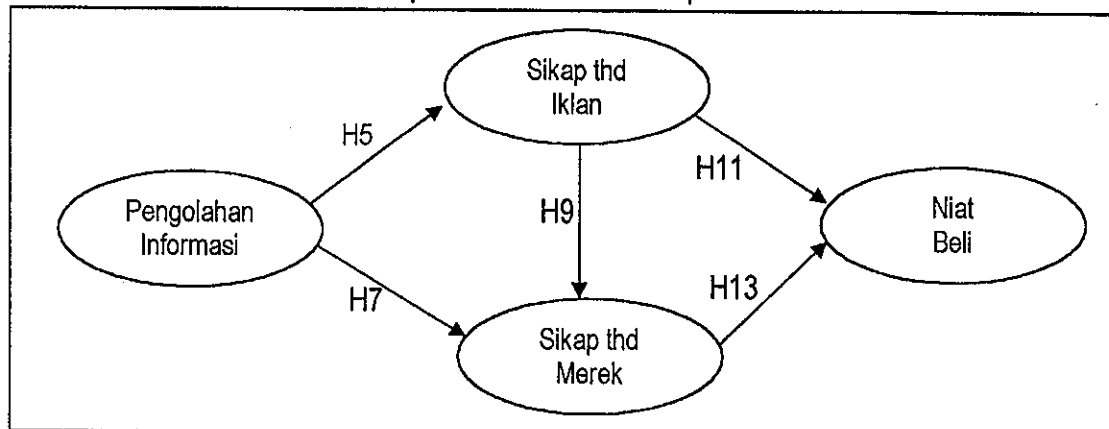 Sikap thd
Iklan
H5
H11
Pengolahan
Informasi
H9
Niat
Beli
H7
H13
Sikap thd
Merek